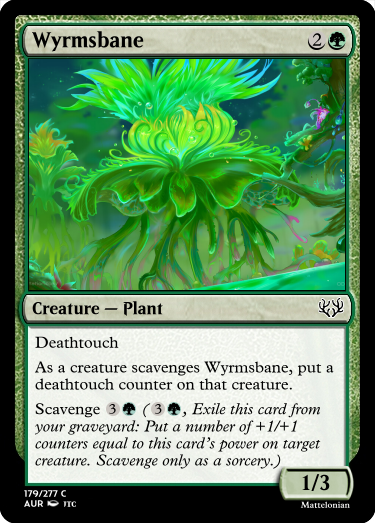 Wyrmsbane 2
Creature — Plant
Deathtouch
As a creature scavenges Wyrmsbane, put a
deathtouch counter on that creature.
Scavenge 3 ( 3 , Exile this card from
your graveyard: Put a number of +1/+1
counters equal to this card's power on target
creature. Scavenge only as a sorcery.)
1/3
179/277 C
AUR TIC
Mattelonian